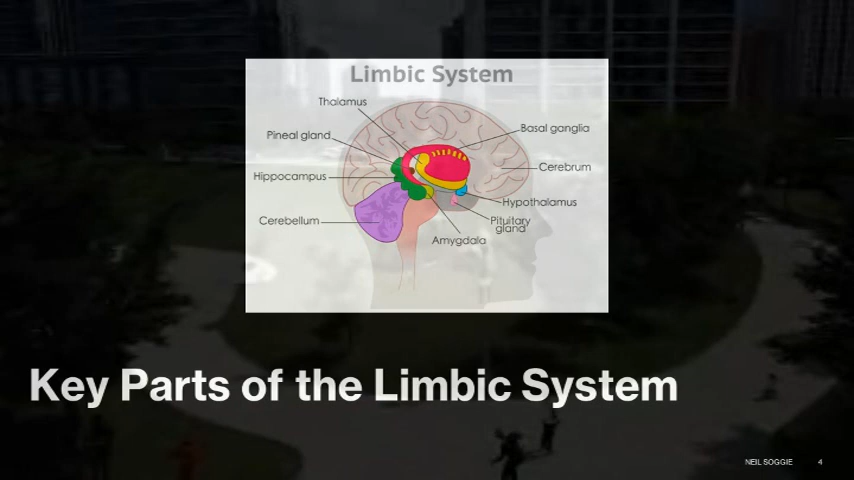 Limbic System
Thalamus
Pineal gland
Basal ganglia
Hippocampus
Cerebrum
Cerebellum
Hypothalamus
Pituitary
gland
Amygdala
Key Parts of the Limbic System
NEIL SOGGIE 4